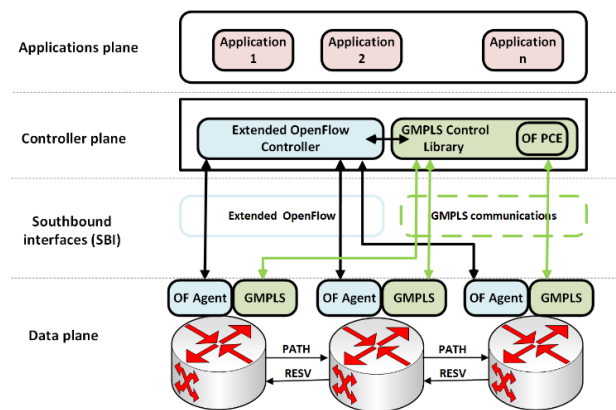 Applications plane
Application
1
Application
2
Application
n
Controller plane
Extended OpenFlow
Controller
GMPLS Control
Library
OF PCE
Southbound
interfaces (SBI)
Extended OpenFlow
GMPLS communications
Data plane
OF Agent
GMPLS
OF Agent
GMPLS
OF Agent
GMPLS
PATH
RESV
PATH
RESV